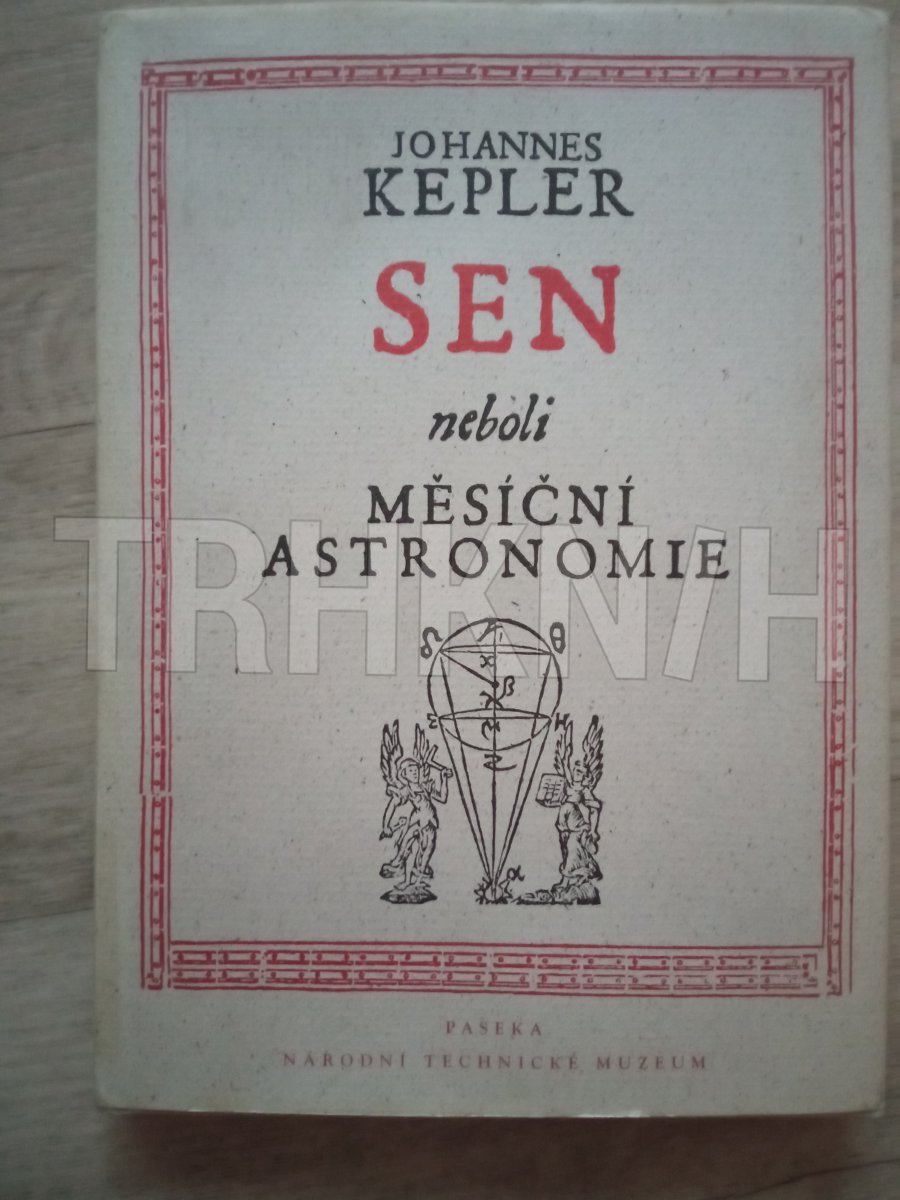 JOHANNES
KEPLER
SEN
neboli
MĚSÍČNÍ
ASTRONOMIE
TRHKNIH
θ
β
α
PASEKA
NÁRODNÍ TECHNICKÉ MUZEUM